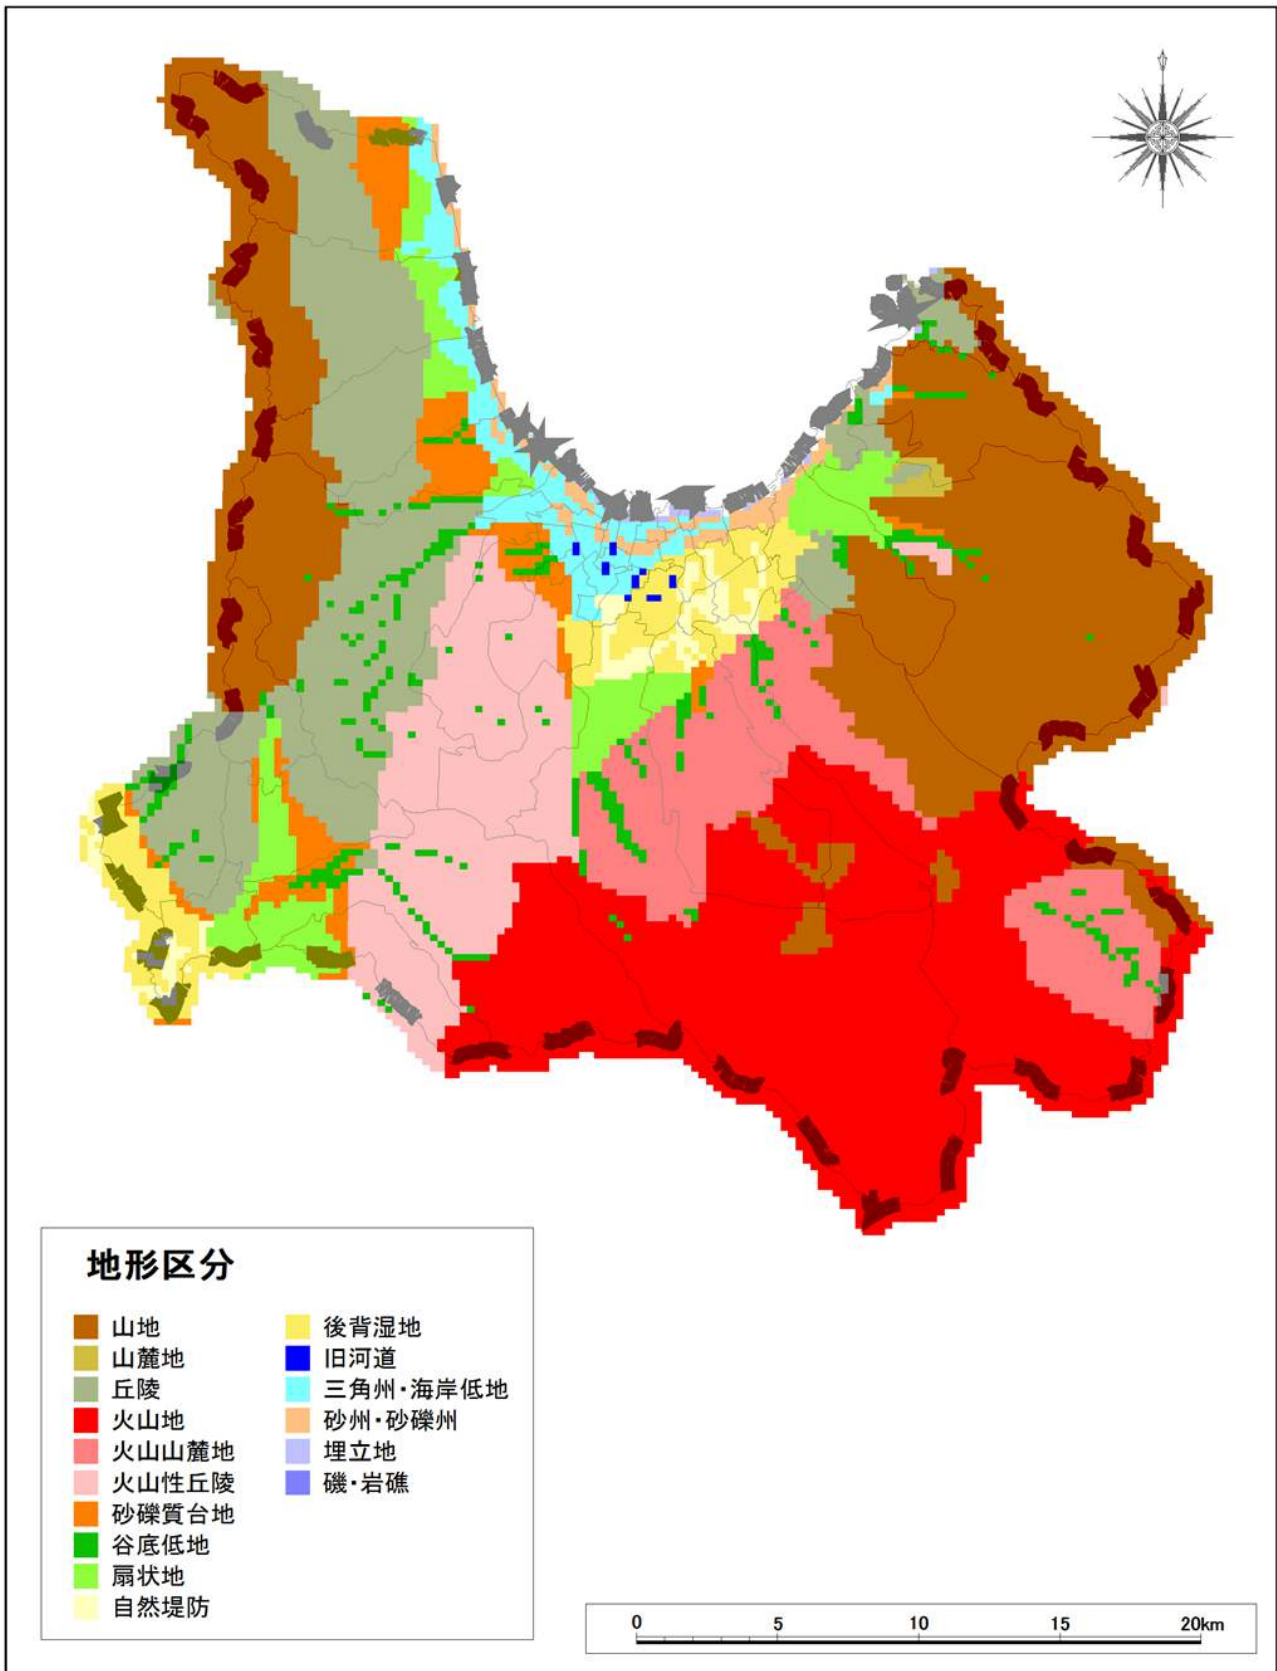 地形区分
山地
山麓地
丘陵
火山地
火山山麓地
火山性丘陵
砂礫質台地
谷底低地
扇状地
自然堤防
後背湿地
旧河道
三角州・海岸低地
砂州・砂礫州
埋立地
磯・岩礁
0 5 10 15 20km